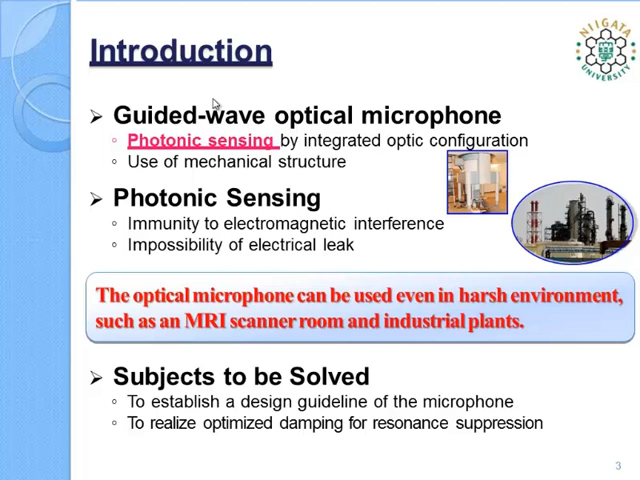 Introduction
NIIGATA
UNIVERSITY
➢ Guided-wave optical microphone
◦ Photonic sensing by integrated optic configuration
◦ Use of mechanical structure
➢ Photonic Sensing
◦ Immunity to electromagnetic interference
◦ Impossibility of electrical leak
The optical microphone can be used even in harsh environment,
such as an MRI scanner room and industrial plants.
➢ Subjects to be Solved
◦ To establish a design guideline of the microphone
◦ To realize optimized damping for resonance suppression
3